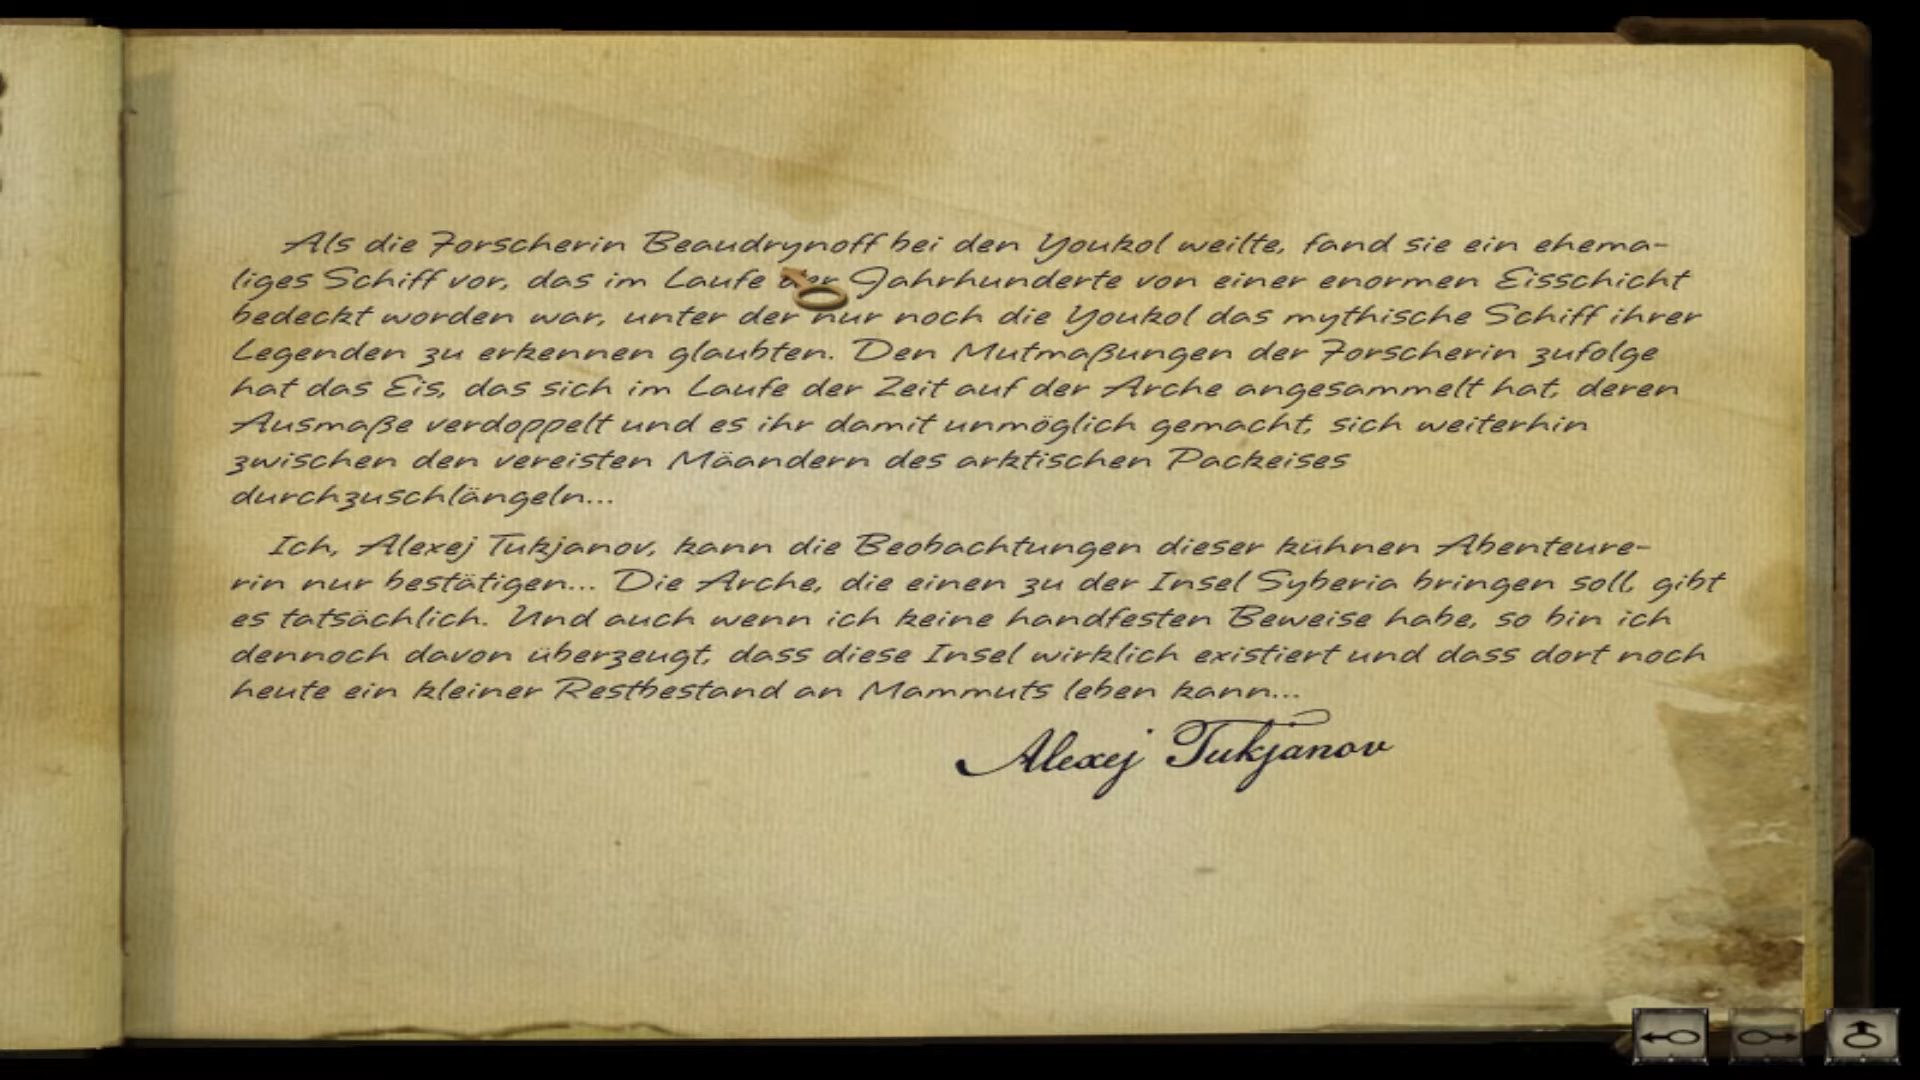 Als die Forscherin Beaudrynoff bei den Youkol weilte, fand sie ein ehema-
liges Schiff vor, das im Laufe der Jahrhunderte von einer enormen Eisschicht
bedeckt worden war, unter der nur noch die Youkol das mythische Schiff ihrer
Legenden zu erkennen glaubten. Den Mutmaßungen der Forscherin zufolge
hat das Eis, das sich im Laufe der Zeit auf der Arche angesammelt hat, deren
Ausmaße verdoppelt und es ihr damit unmöglich gemacht, sich weiterhin
zwischen den vereisten Mäandern des arktischen Packeises
durchzuschlängeln...
Ich, Alexej Tukjanov, kann die Beobachtungen dieser kühnen Abenteure-
rin nur bestätigen... Die Arche, die einen zu der Insel Syberia bringen soll, gibt
es tatsächlich. Und auch wenn ich keine handfesten Beweise habe, so bin ich
dennoch davon überzeugt, dass diese Insel wirklich existiert und dass dort noch
heute ein kleiner Restbestand an Mammuts leben kann...
Alexej Tukjanov